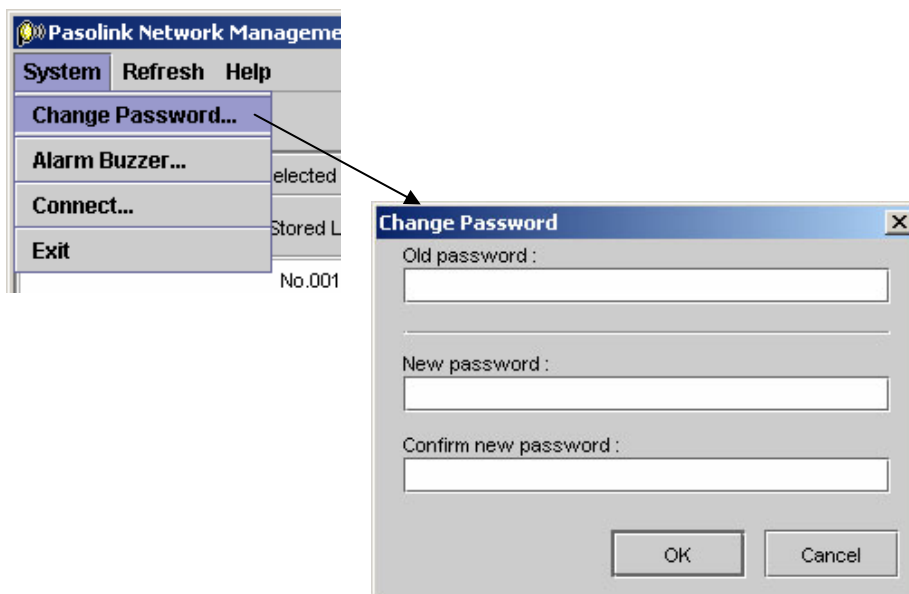 Pasolink Network Manageme
System Refresh Help
Change Password...
Alarm Buzzer...
elected
Connect...
Stored L
Exit
No.001
Change Password
Old password :
New password :
Confirm new password :
OK Cancel